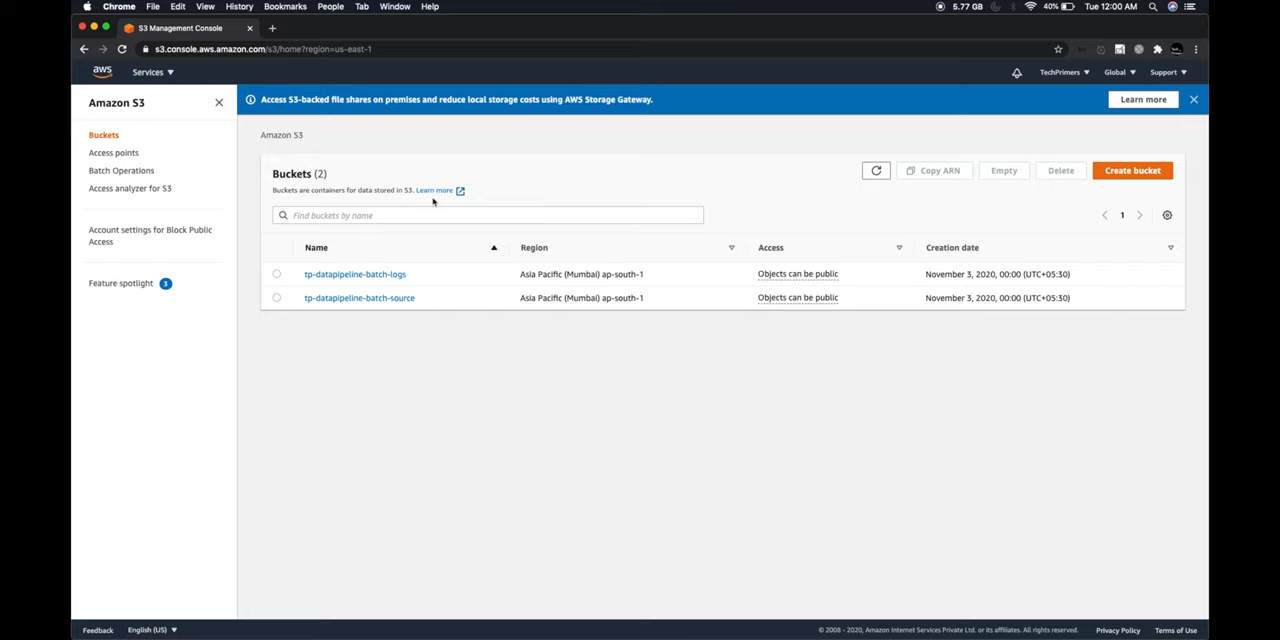 Chrome File Edit View History Bookmarks People Tab Window Help 5.77 GB 40% Tue 12:00 AM
S3 Management Console
s3.console.aws.amazon.com/s3/home?region=us-east-1
aws Services TechPrimers Global Support
Amazon S3
Access S3-backed file shares on premises and reduce local storage costs using AWS Storage Gateway. Learn more
Buckets
Access points
Batch Operations
Access analyzer for S3
Account settings for Block Public
Access
Feature spotlight 3
Amazon S3
Buckets (2)
Copy ARN Empty Delete Create bucket
Buckets are containers for data stored in S3. Learn more
Find buckets by name
1
Name Region Access Creation date
tp-datapipeline-batch-logs Asia Pacific (Mumbai) ap-south-1 Objects can be public November 3, 2020, 00:00 (UTC+05:30)
tp-datapipeline-batch-source Asia Pacific (Mumbai) ap-south-1 Objects can be public November 3, 2020, 00:00 (UTC+05:30)
Feedback English (US) © 2008 - 2020, Amazon Internet Services Private Ltd. or its affiliates. All rights reserved. Privacy Policy Terms of Use